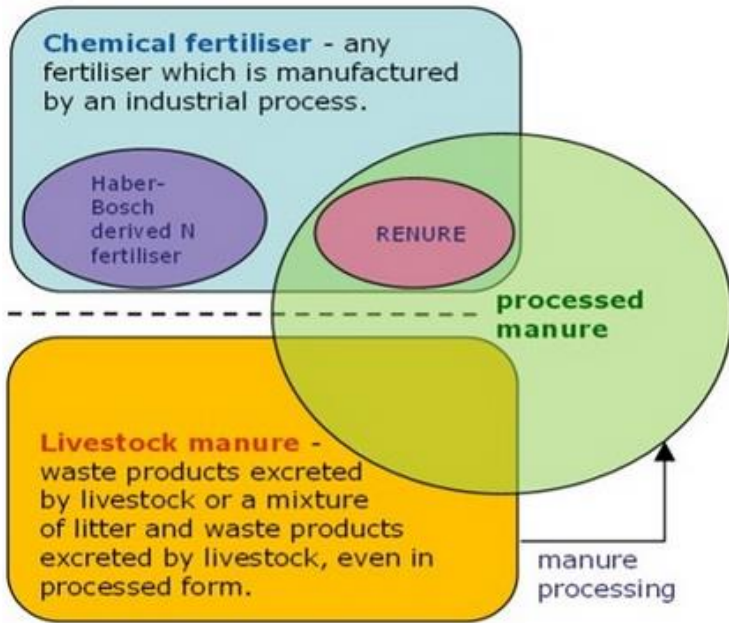 Chemical fertiliser - any
fertiliser which is manufactured
by an industrial process.
Haber-
Bosch
derived N
fertiliser
RENURE
processed
manure
Livestock manure -
waste products excreted
by livestock or a mixture
of litter and waste products
excreted by livestock, even in
processed form.
manure
processing